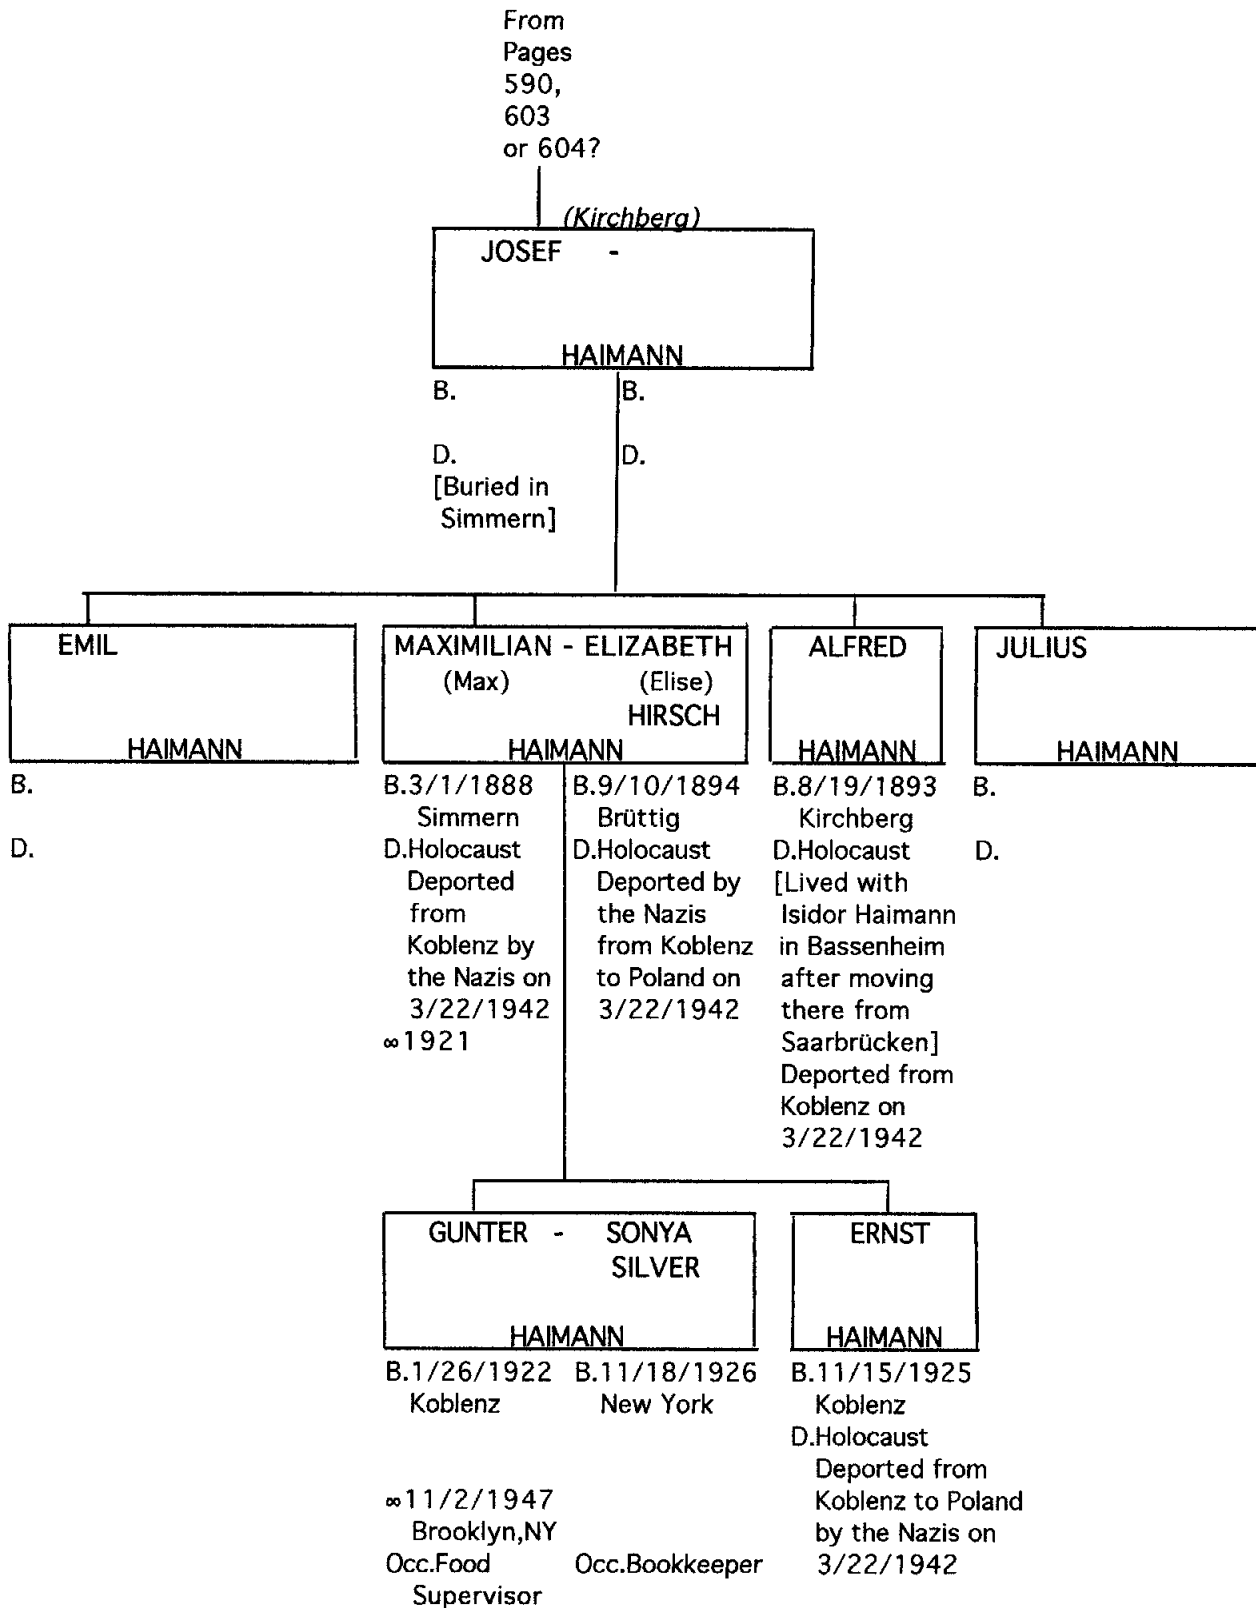 From
Pages
590,
603
or 604?
(Kirchberg)
JOSEF -
HAIMANN
B. B.
D. D.
[Buried in
Simmern]
EMIL
HAIMANN
B.
D.
MAXIMILIAN - ELIZABETH
(Max) (Elise)
HIRSCH
HAIMANN
B.3/1/1888
Simmern
D.Holocaust
Deported
from
Koblenz by
the Nazis on
3/22/1942
∞1921
B.9/10/1894
Brüttig
D.Holocaust
Deported by
the Nazis
from Koblenz
to Poland on
3/22/1942
ALFRED
HAIMANN
B.8/19/1893
Kirchberg
D.Holocaust
[Lived with
Isidor Haimann
in Bassenheim
after moving
there from
Saarbrücken]
Deported from
Koblenz on
3/22/1942
JULIUS
HAIMANN
B.
D.
GUNTER - SONYA
SILVER
HAIMANN
B.1/26/1922
Koblenz
∞11/2/1947
Brooklyn,NY
Occ.Food
Supervisor
B.11/18/1926
New York
Occ.Bookkeeper
ERNST
HAIMANN
B.11/15/1925
Koblenz
D.Holocaust
Deported from
Koblenz to Poland
by the Nazis on
3/22/1942